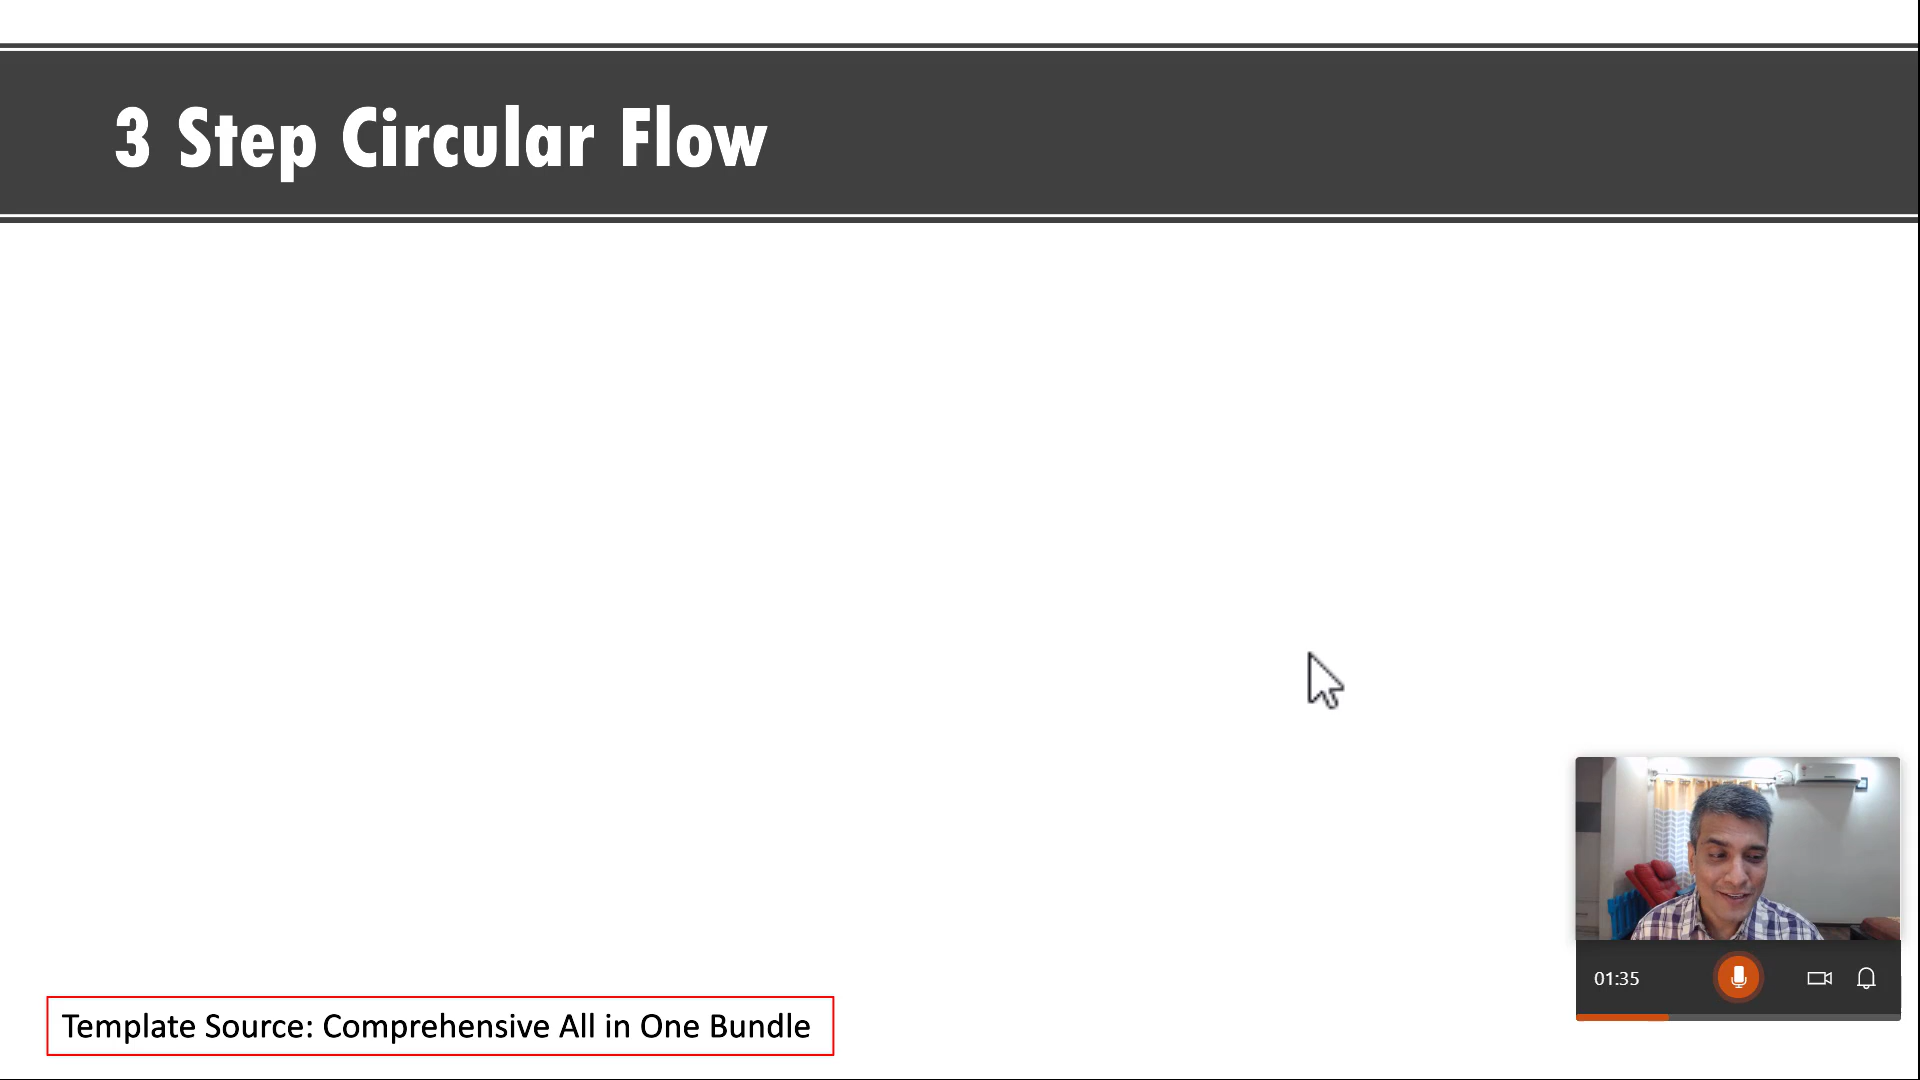 3 Step Circular Flow
01:35
Template Source: Comprehensive All in One Bundle